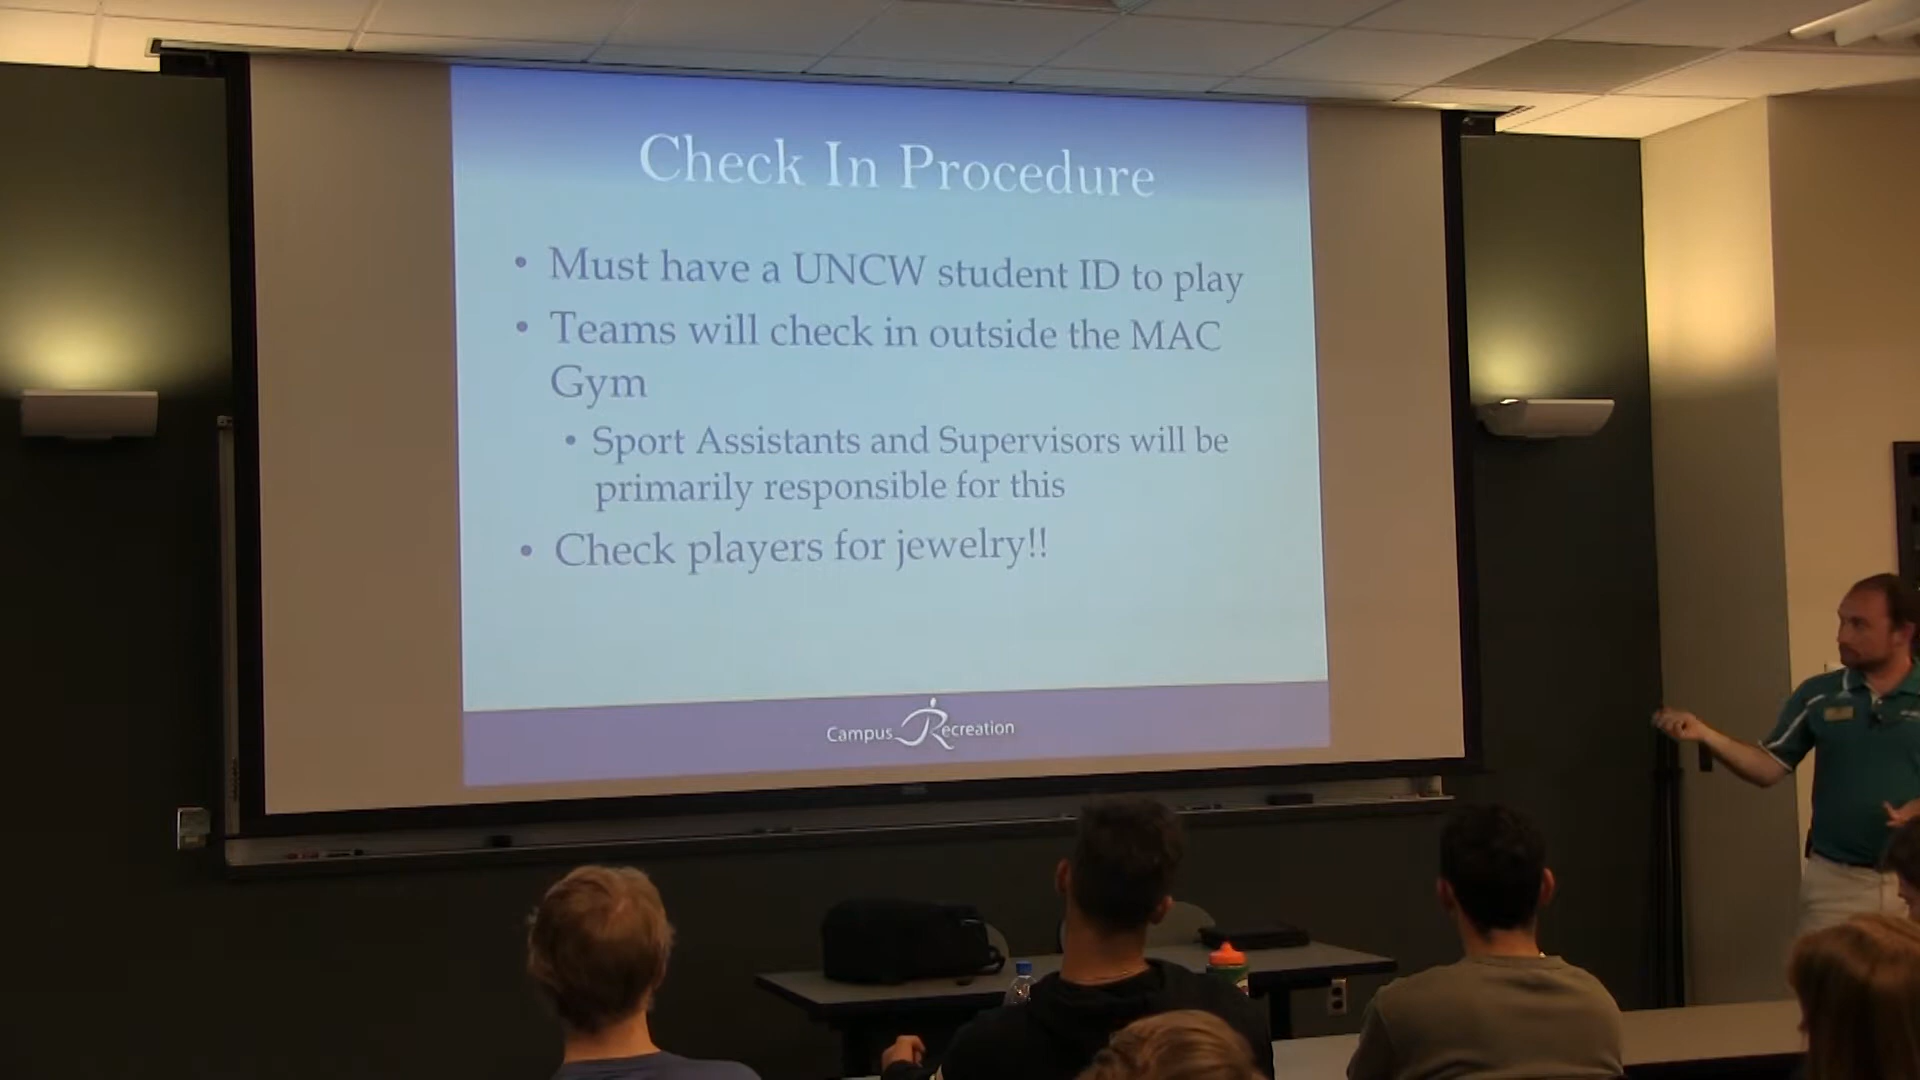 Check In Procedure
• Must have a UNCW student ID to play
• Teams will check in outside the MAC
Gym
• Sport Assistants and Supervisors will be
primarily responsible for this
• Check players for jewelry!!
Campus Recreation